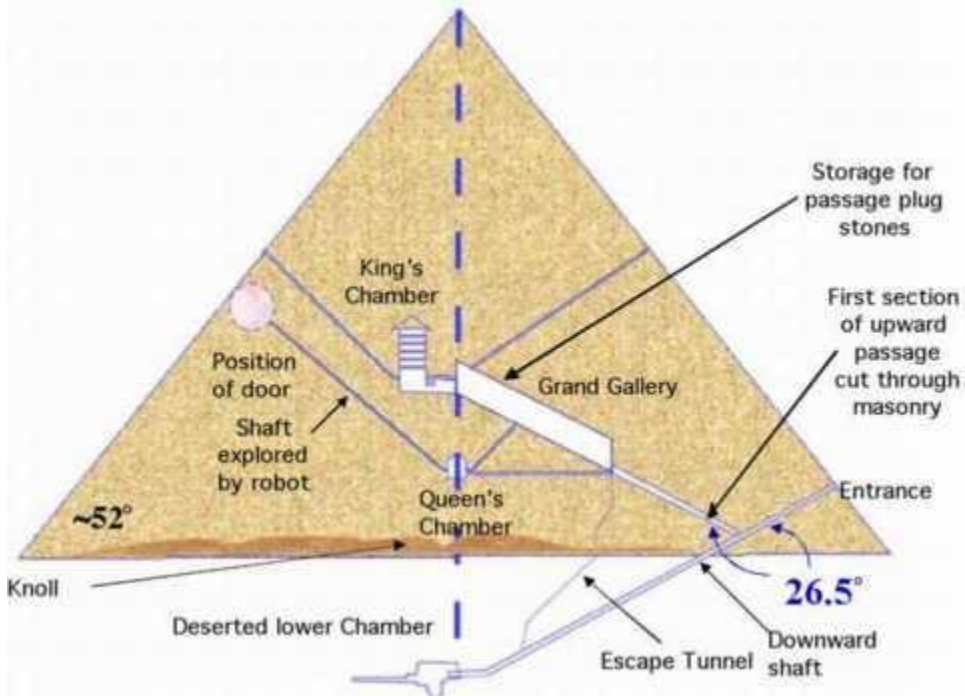 Storage for
passage plug
stones
King's
Chamber
First section
of upward
passage
cut through
masonry
Position
of door
Grand Gallery
Shaft
explored
by robot
Queen's
Chamber
Entrance
~52°
Knoll
26.5°
Deserted lower Chamber
Escape Tunnel
Downward
shaft